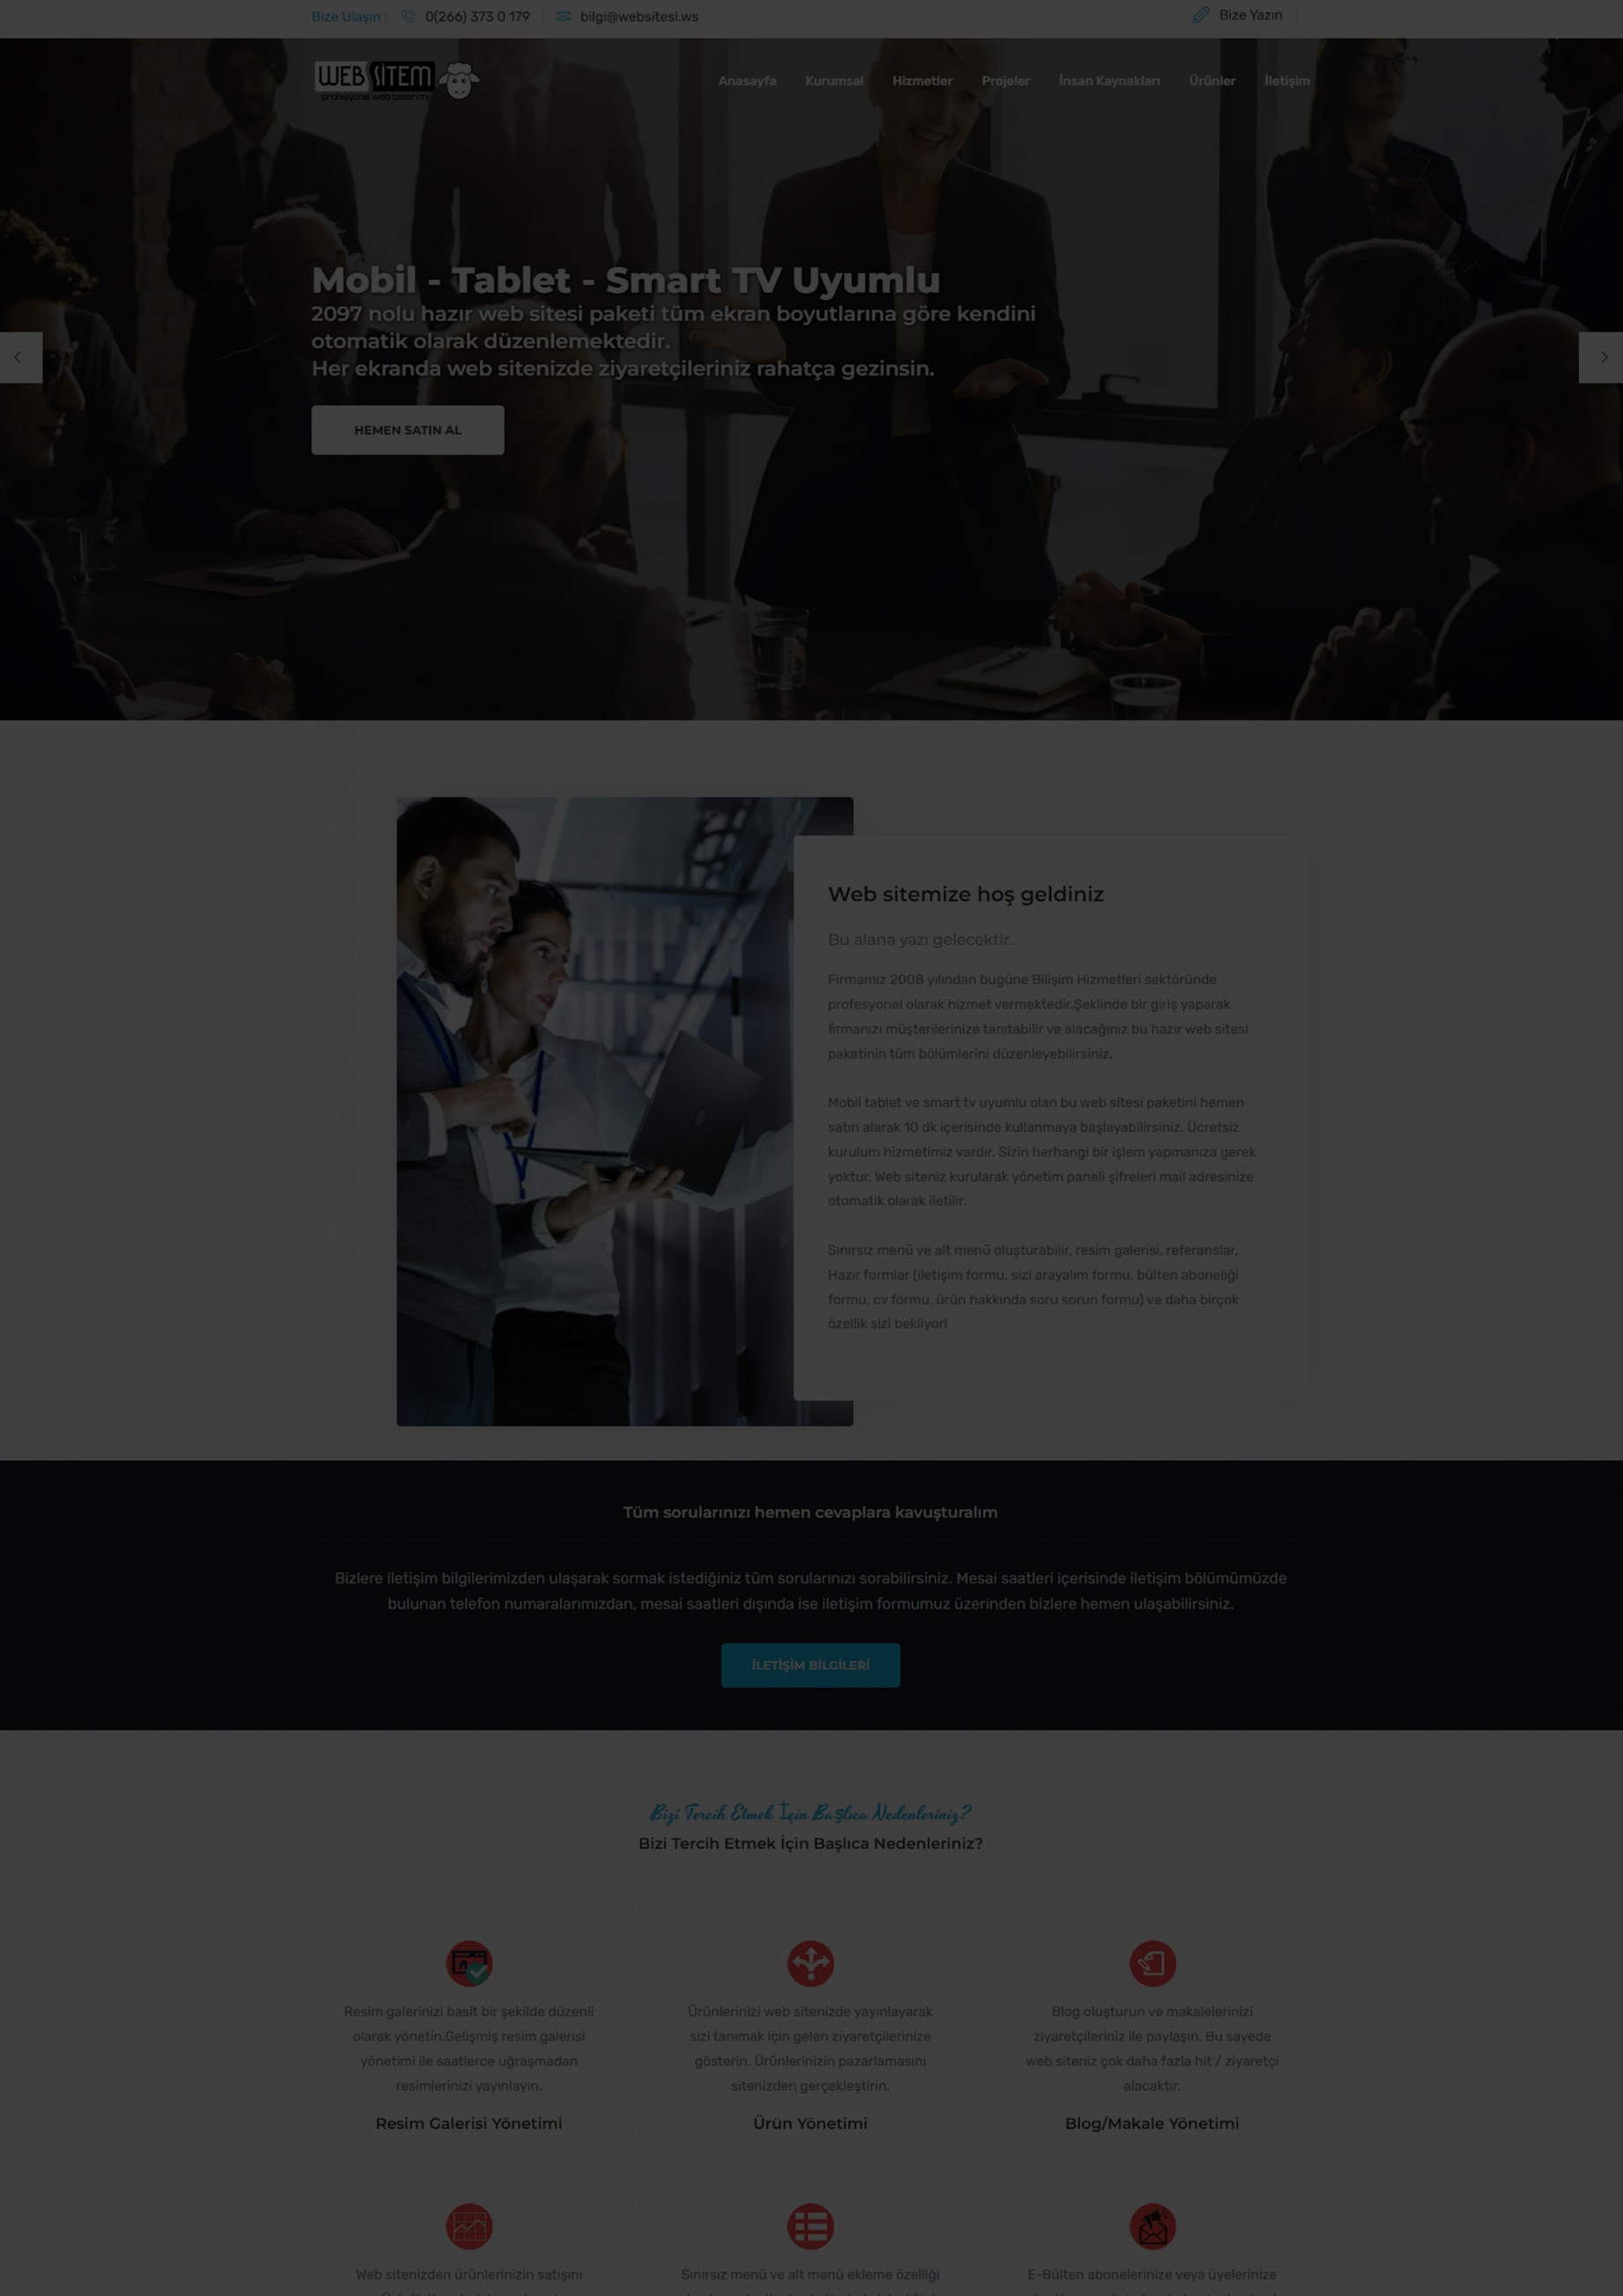 Bize Ulaşın : 0(266) 373 0 179 bilgi@websitesi.ws Bize Yazın
WEB SİTEM
profesyonel web tasarımı
Anasayfa Kurumsal Hizmetler Projeler İnsan Kaynakları Ürünler İletişim
Mobil - Tablet - Smart TV Uyumlu
2097 nolu hazır web sitesi paketi tüm ekran boyutlarına göre kendini
otomatik olarak düzenlemektedir.
Her ekranda web sitenizde ziyaretçileriniz rahatça gezinsin.
HEMEN SATIN AL
Firma Adı [ULTRA
Web sitemize hoş geldiniz
Bu alana yazı gelecektir.
Firmamız 2008 yılından bugüne Bilişim Hizmetleri sektöründe
profesyonel olarak hizmet vermektedir.Şeklinde bir giriş yaparak
firmanızı müşterilerinize tanıtabilir ve alacağınız bu hazır web sitesi
paketinin tüm bölümlerini düzenleyebilirsiniz.
Mobil tablet ve smart tv uyumlu olan bu web sitesi paketini hemen
satın alarak 10 dk içerisinde kullanmaya başlayabilirsiniz. Ücretsiz
kurulum hizmetimiz vardır. Sizin herhangi bir işlem yapmanıza gerek
yoktur. Web siteniz kurularak yönetim paneli şifreleri mail adresinize
otomatik olarak iletilir.
Sınırsız menü ve alt menü oluşturabilir, resim galerisi, referanslar,
Hazır formlar (iletişim formu, sizi arayalım formu, bülten aboneliği
formu, cv formu, ürün hakkında soru sorun formu) ve daha birçok
özellik sizi bekliyor!
Tüm sorularınızı hemen cevaplara kavuşturalım
Bizlere iletişim bilgilerimizden ulaşarak sormak istediğiniz tüm sorularınızı sorabilirsiniz. Mesai saatleri içerisinde iletişim bölümümüzde
bulunan telefon numaralarımızdan, mesai saatleri dışında ise iletişim formumuz üzerinden bizlere hemen ulaşabilirsiniz.
İLETİŞİM BİLGİLERİ
Bizi Tercih Etmek İçin Başlıca Nedenleriniz?
Bizi Tercih Etmek İçin Başlıca Nedenleriniz?
Resim galerinizi basit bir şekilde düzenli
olarak yönetin.Gelişmiş resim galerisi
yönetimi ile saatlerce uğraşmadan
resimlerinizi yayınlayın.
Resim Galerisi Yönetimi
Ürünlerinizi web sitenizde yayınlayarak
sizi tanımak için gelen ziyaretçilerinize
gösterin. Ürünlerinizin pazarlamasını
sitenizden gerçekleştirin.
Ürün Yönetimi
Blog oluşturun ve makalelerinizi
ziyaretçileriniz ile paylaşın. Bu sayede
web siteniz çok daha fazla hit / ziyaretçi
alacaktır.
Blog/Makale Yönetimi
Web sitenizden ürünlerinizin satışını
Sınırsız menü ve alt menü ekleme özelliği
E-Bülten abonelerinize veya üyelerinize